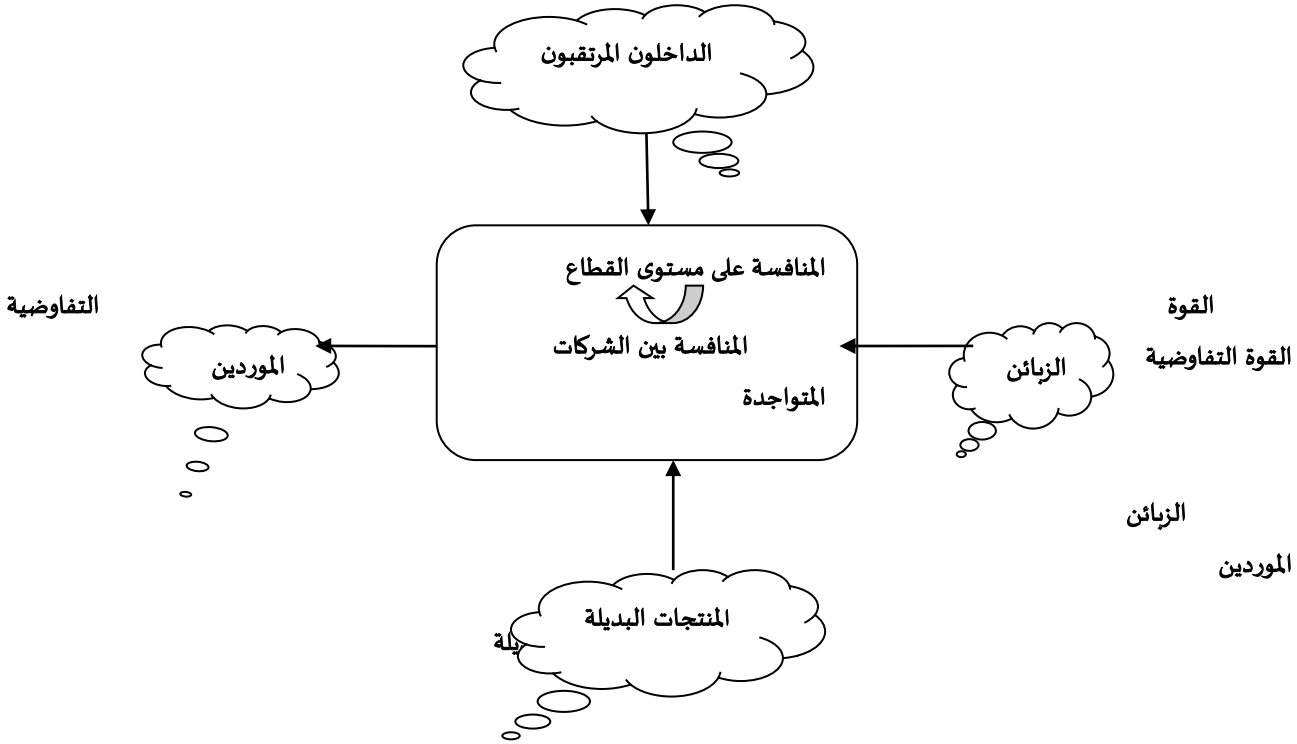 الداخلون المرتقبون
المنافسة على مستوى القطاع
القوة
التفاوضية
المنافسة بين الشركات
القوة التفاوضية
الزبائن
الموردين
المتواجدة
الزبائن
الموردين
المنتجات البديلة